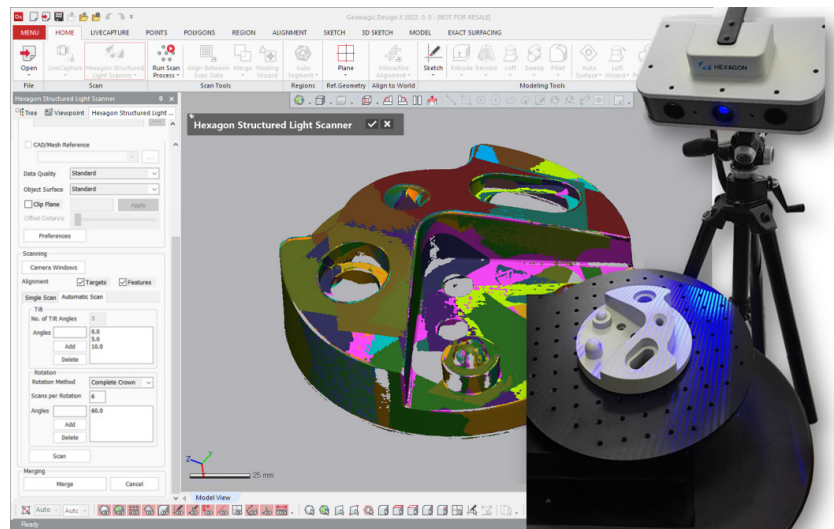 Dx
Geomagic Design X 2022. 0. 0 - [NOT FOR RESALE]
MENU HOME LIVECAPTURE POINTS POLYGONS REGION ALIGNMENT SKETCH 3D SKETCH MODEL EXACT SURFACING
Open LiveCapture Hexagon Structured Light Scanner Run Scan Process Align Between Scan Data Merge Healing Wizard Auto Segment Plane Interactive Alignment Sketch Extrude Revolve Loft Sweep Fillet Auto Surface Loft Wizard
File Scan Scan Tools Regions Ref.Geometry Align to World Modeling Tools
HEXAGON
Hexagon Structured Light Scanner
Tree Viewpoint Hexagon Structured Light ...
Hexagon Structured Light Scanner
CAD/Mesh Reference
Data Quality Standard
Object Surface Standard
Clip Plane Apply
Offset Distance
Preferences
Scanning
Camera Windows
Alignment Targets Features
Single Scan Automatic Scan
Tilt
No. of Tilt Angles 3
Angles 0.0
5.0
Add 10.0
Delete
Rotation
Rotation Method Complete Crown
Scans per Rotation 6
Angles 60.0
Add
Delete
Scan
Merging
Merge Cancel
Z Y
25 mm
Model View
Auto Auto
Ready